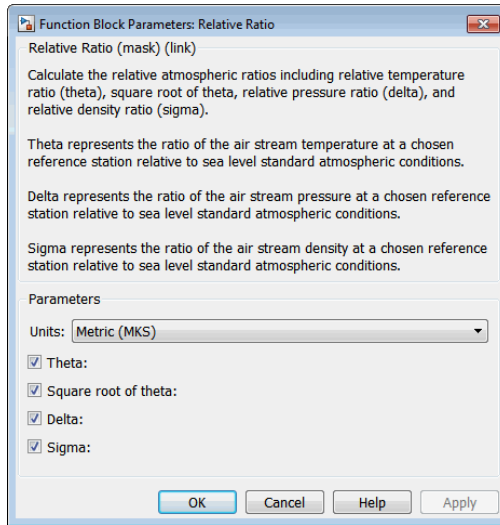 Function Block Parameters: Relative Ratio
Relative Ratio (mask) (link)
Calculate the relative atmospheric ratios including relative temperature
ratio (theta), square root of theta, relative pressure ratio (delta), and
relative density ratio (sigma).
Theta represents the ratio of the air stream temperature at a chosen
reference station relative to sea level standard atmospheric conditions.
Delta represents the ratio of the air stream pressure at a chosen reference
station relative to sea level standard atmospheric conditions.
Sigma represents the ratio of the air stream density at a chosen reference
station relative to sea level standard atmospheric conditions.
Parameters
Units: Metric (MKS)
Theta:
Square root of theta:
Delta:
Sigma:
OK Cancel Help Apply